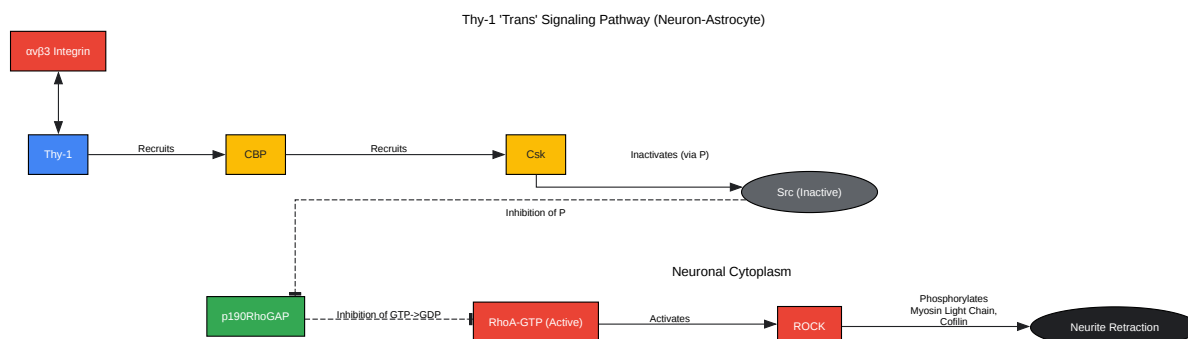 Thy-1 'Trans' Signaling Pathway (Neuron-Astrocyte)
αvβ3 Integrin
Thy-1
Recruits
CBP
Recruits
Csk
Inactivates (via P)
Src (Inactive)
Inhibition of P
Neuronal Cytoplasm
p190RhoGAP
Inhibition of GTP->GDP
RhoA-GTP (Active)
Activates
ROCK
Phosphorylates
Myosin Light Chain,
Cofilin
Neurite Retraction